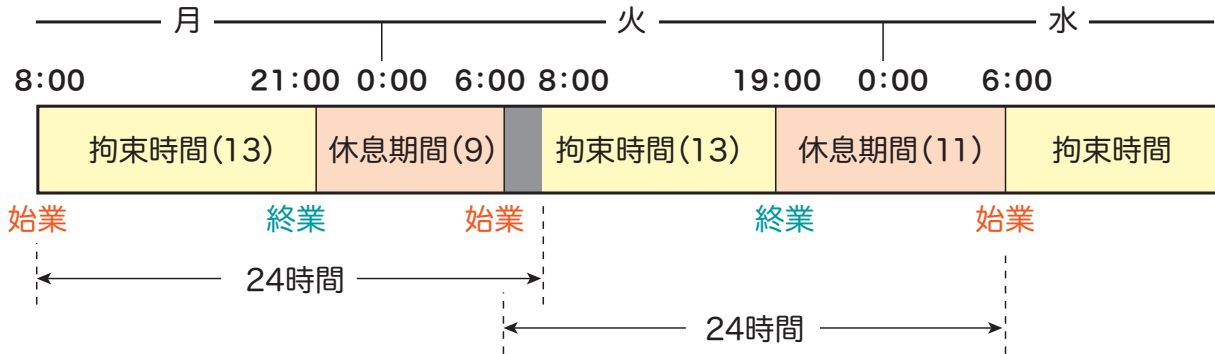 月 火 水
8:00 21:00 0:00 6:00 8:00 19:00 0:00 6:00
拘束時間(13) 休息期間(9) 拘束時間(13) 休息期間(11) 拘束時間
始業 終業 始業 終業 始業
24時間
24時間